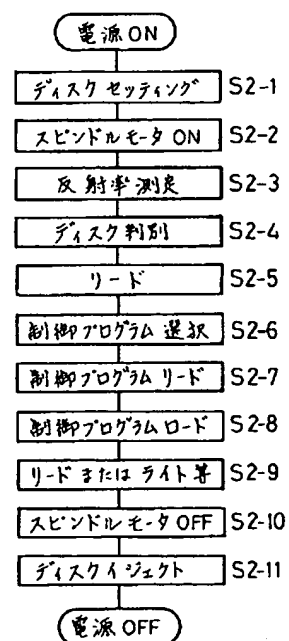 電源 ON
ディスク セッティング S2-1
スピンドル モータ ON S2-2
反射率 測定 S2-3
ディスク 判別 S2-4
リード S2-5
制御プログラム 選択 S2-6
制御プログラム リード S2-7
制御プログラム ロード S2-8
リード または ライト 等 S2-9
スピンドル モータ OFF S2-10
ディスク イジェクト S2-11
電源 OFF